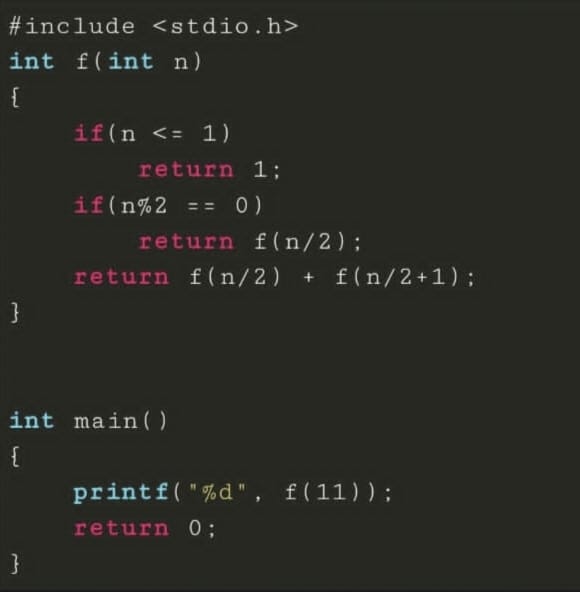 #include <stdio.h>
int f(int n)
{
if(n <= 1)
return 1;
if(n%2 == 0)
return f(n/2);
return f(n/2) + f(n/2+1);
}
int main()
{
printf("%d", f(11));
return 0;
}